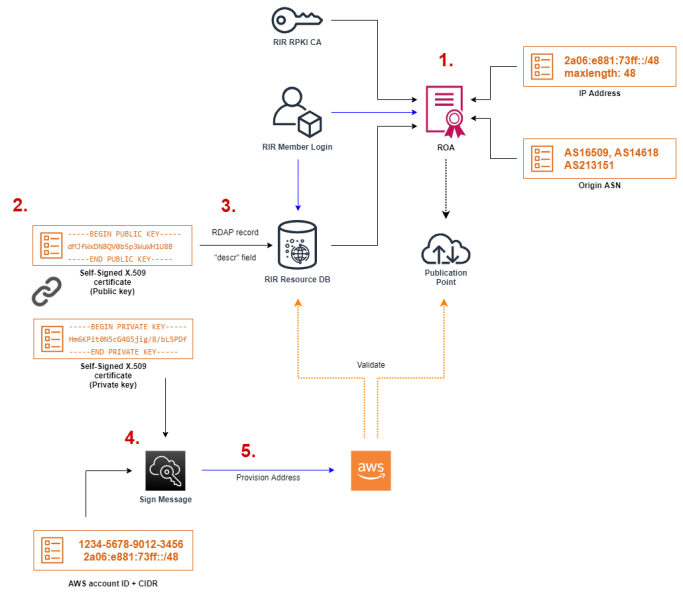 RIR RPKI CA
1.
2a06:e881:73ff::/48
maxlength: 48
IP Address
RIR Member Login
ROA
AS16509, AS14618
AS213151
Origin ASN
2.
3.
-----BEGIN PUBLIC KEY-----
dMJfWxDN8QV0b5p3WuWH1U8B
-----END PUBLIC KEY-----
RDAP record
"descr" field
Self-Signed X.509
certificate
(Public key)
RIR Resource DB
Publication
Point
-----BEGIN PRIVATE KEY-----
Hm6KPit0N5cG4G5jig/8/bL5PDf
-----END PRIVATE KEY-----
Self-Signed X.509
certificate
(Private key)
Validate
4.
5.
aws
Provision Address
Sign Message
1234-5678-9012-3456
2a06:e881:73ff::/48
AWS account ID + CIDR